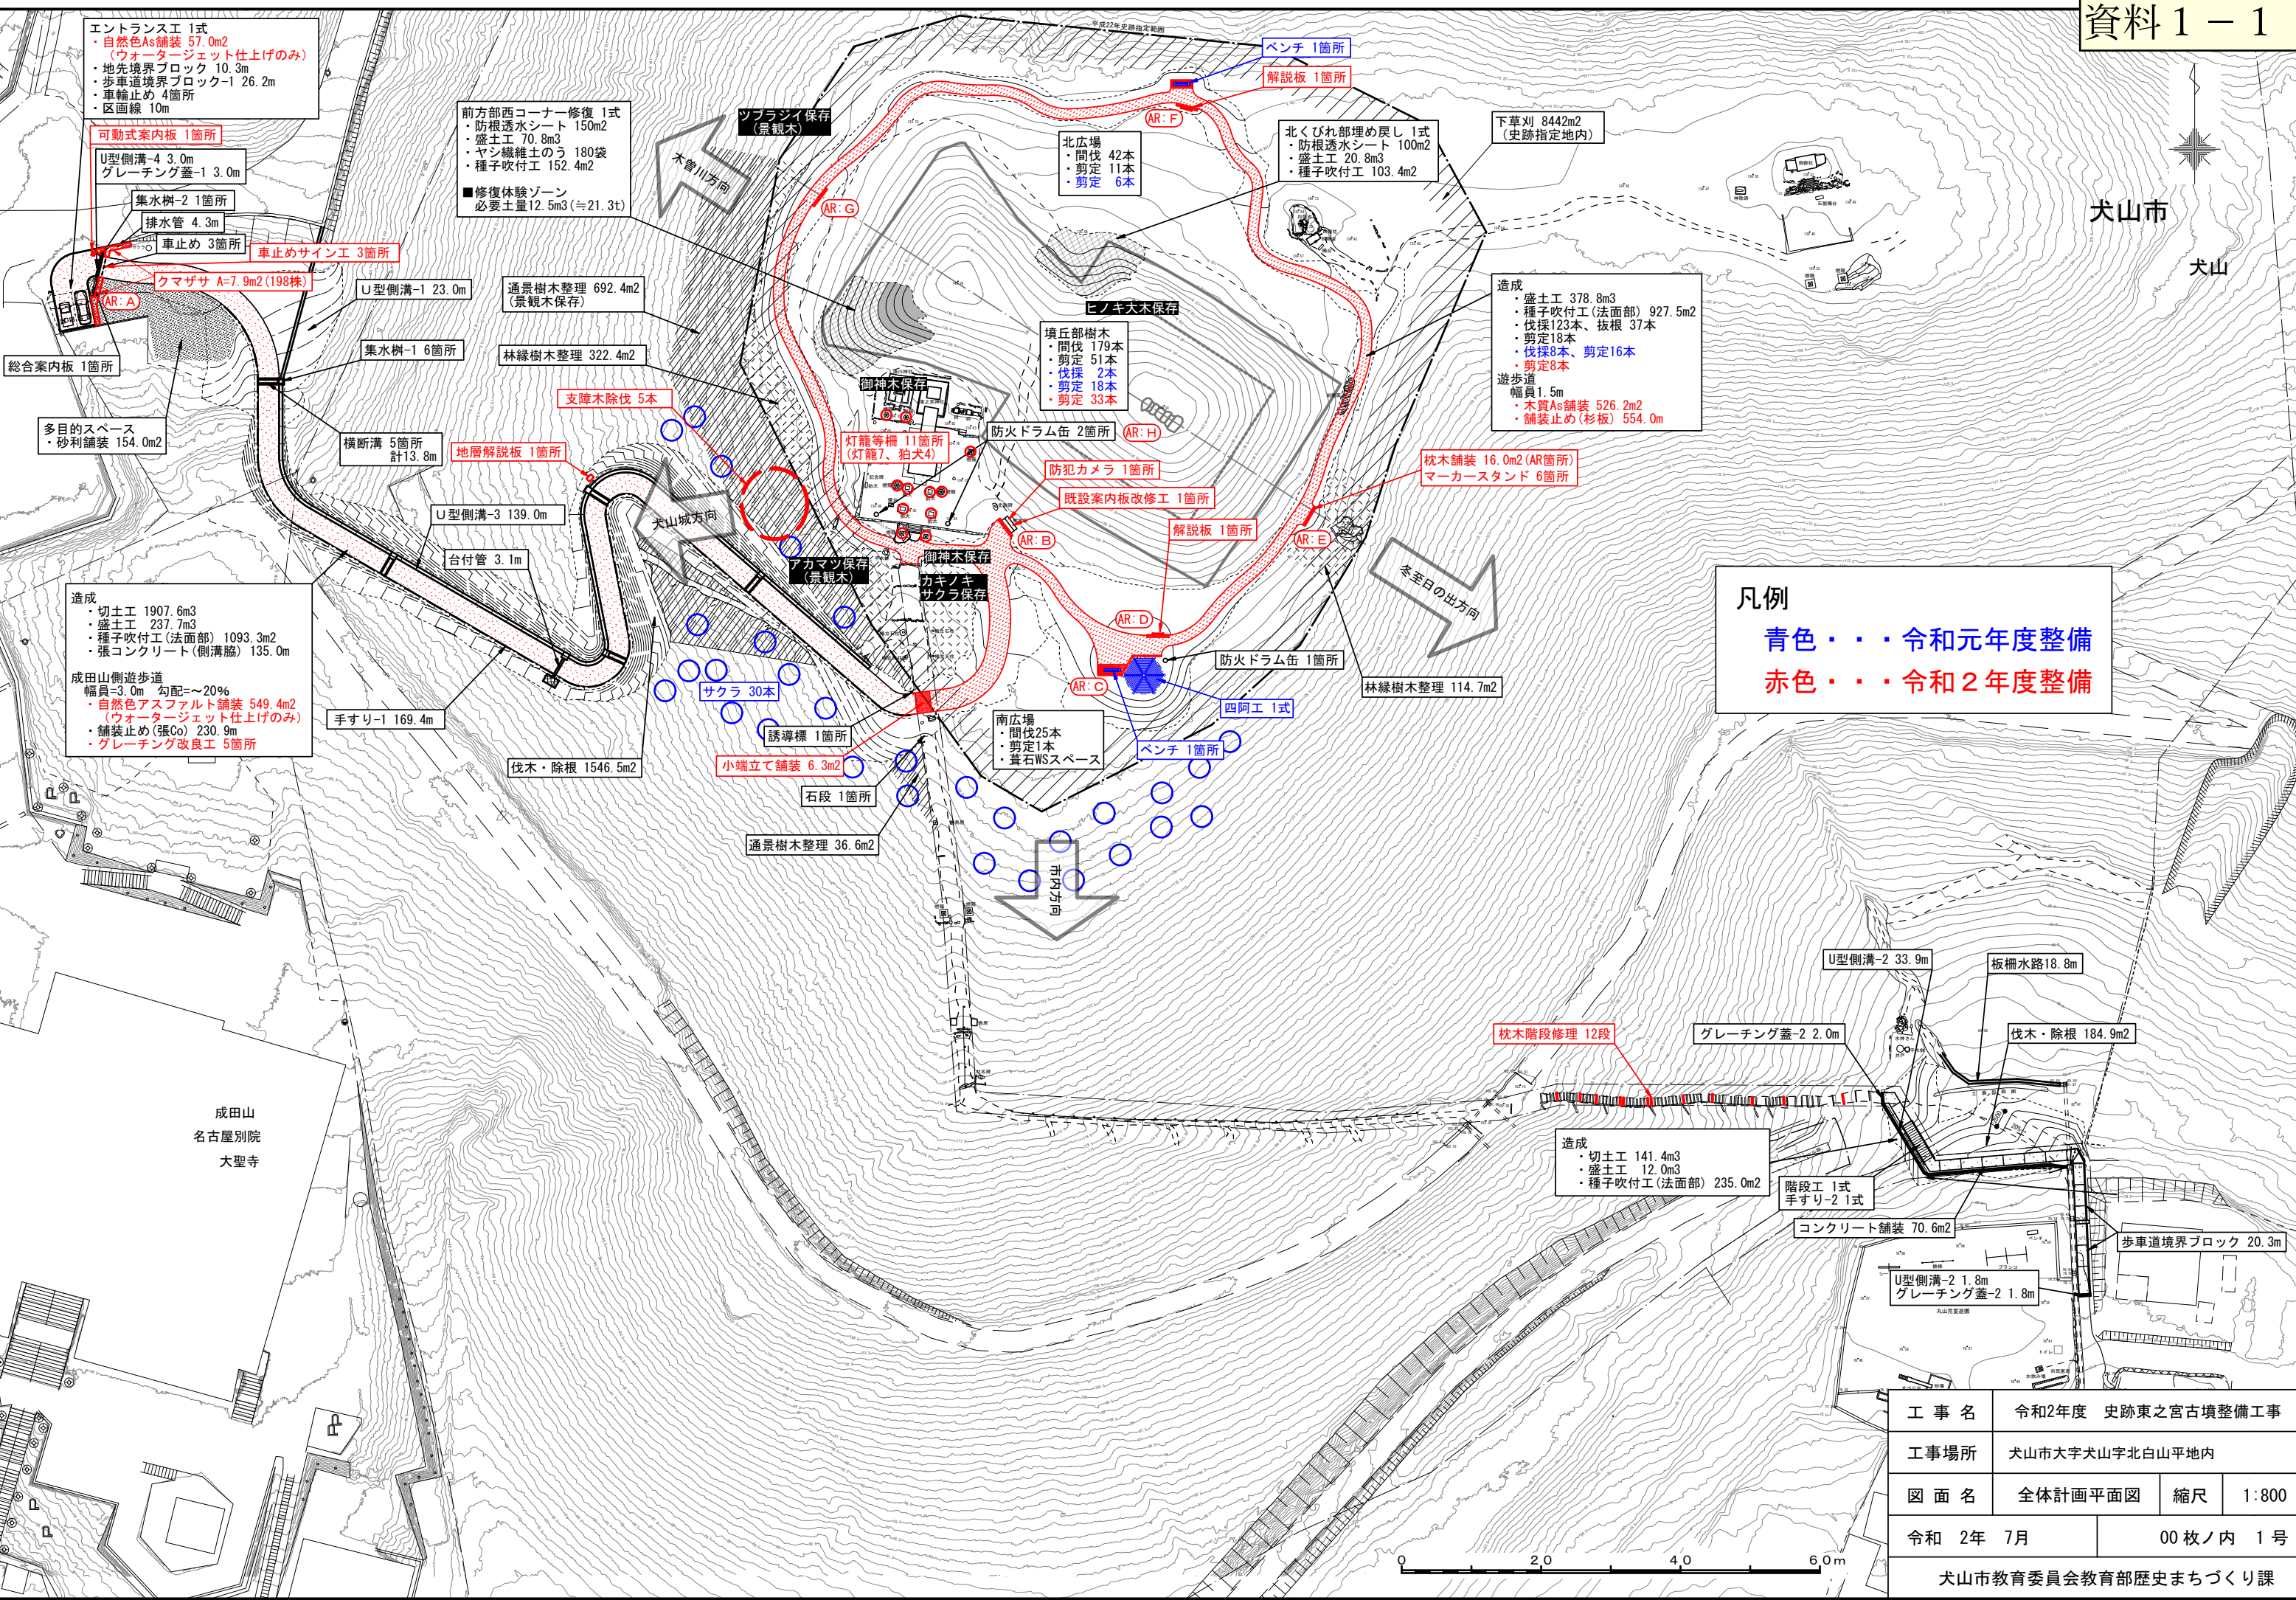 資料１－１
エントランス工 1式
・自然色As舗装 57.0m2
(ウォータージェット仕上げのみ)
・地先境界ブロック 10.3m
・歩車道境界ブロック-1 26.2m
・車輪止め 4箇所
・区画線 10m
可動式案内板 1箇所
U型側溝-4 3.0m
グレーチング蓋-1 3.0m
集水桝-2 1箇所
排水管 4.3m
車止め 3箇所
車止めサイン工 3箇所
クマザサ A=7.9m2(198株)
AR:A
U型側溝-1 23.0m
集水桝-1 6箇所
総合案内板 1箇所
多目的スペース
・砂利舗装 154.0m2
横断溝 5箇所
計13.8m
前方部西コーナー修復 1式
・防根透水シート 150m2
・盛土工 70.8m3
・ヤシ繊維土のう 180袋
・種子吹付工 152.4m2
■修復体験ゾーン
必要土量12.5m3(≒21.3t)
ツブラジイ保存
(景観木)
木曽川方向
平成22年史跡指定範囲
ベンチ 1箇所
解説板 1箇所
AR:F
AR:G
北広場
・間伐 42本
・剪定 11本
・剪定 6本
北くびれ部埋め戻し 1式
・防根透水シート 100m2
・盛土工 20.8m3
・種子吹付工 103.4m2
下草刈 8442m2
(史跡指定地内)
犬山市
犬山
通景樹木整理 692.4m2
(景観木保存)
林縁樹木整理 322.4m2
支障木除伐 5本
地層解説板 1箇所
ヒノキ大木保存
墳丘部樹木
・間伐 179本
・剪定 51本
・伐採 2本
・剪定 18本
・剪定 33本
御神木保存
灯籠等柵 11箇所
(灯籠7、狛犬4)
防火ドラム缶 2箇所
AR:H
防犯カメラ 1箇所
既設案内板改修工 1箇所
解説板 1箇所
造成
・盛土工 378.8m3
・種子吹付工(法面部) 927.5m2
・伐採123本、抜根 37本
・剪定18本
・伐採8本、剪定16本
・剪定8本
遊歩道
幅員1.5m
・木質As舗装 526.2m2
・舗装止め(杉板) 554.0m
枕木舗装 16.0m2(AR箇所)
マーカースタンド 6箇所
AR:E
AR:B
U型側溝-3 139.0m
台付管 3.1m
犬山城方向
アカマツ保存
(景観木)
御神木保存
カキノキ
サクラ保存
冬至日の出方向
造成
・切土工 1907.6m3
・盛土工 237.7m3
・種子吹付工(法面部) 1093.3m2
・張コンクリート(側溝脇) 135.0m
成田山側遊歩道
幅員=3.0m 勾配=～20%
・自然色アスファルト舗装 549.4m2
(ウォータージェット仕上げのみ)
・舗装止め(張Co) 230.9m
・グレーチング改良工 5箇所
手すり-1 169.4m
伐木・除根 1546.5m2
サクラ 30本
誘導標 1箇所
小端立て舗装 6.3m2
石段 1箇所
通景樹木整理 36.6m2
南広場
・間伐25本
・剪定1本
・葺石WSスペース
AR:D
AR:C
防火ドラム缶 1箇所
四阿工 1式
ベンチ 1箇所
林縁樹木整理 114.7m2
市内方向
凡例
青色・・・令和元年度整備
赤色・・・令和２年度整備
成田山
名古屋別院
大聖寺
U型側溝-2 33.9m
板柵水路18.8m
枕木階段修理 12段
グレーチング蓋-2 2.0m
伐木・除根 184.9m2
造成
・切土工 141.4m3
・盛土工 12.0m3
・種子吹付工(法面部) 235.0m2
階段工 1式
手すり-2 1式
コンクリート舗装 70.6m2
歩車道境界ブロック 20.3m
U型側溝-2 1.8m
グレーチング蓋-2 1.8m
丸山児童遊園
0 20 40 60m
工事名 令和2年度 史跡東之宮古墳整備工事
工事場所 犬山市大字犬山字北白山平地内
図面名 全体計画平面図 縮尺 1:800
令和 2年 7月 00枚ノ内 1号
犬山市教育委員会教育部歴史まちづくり課